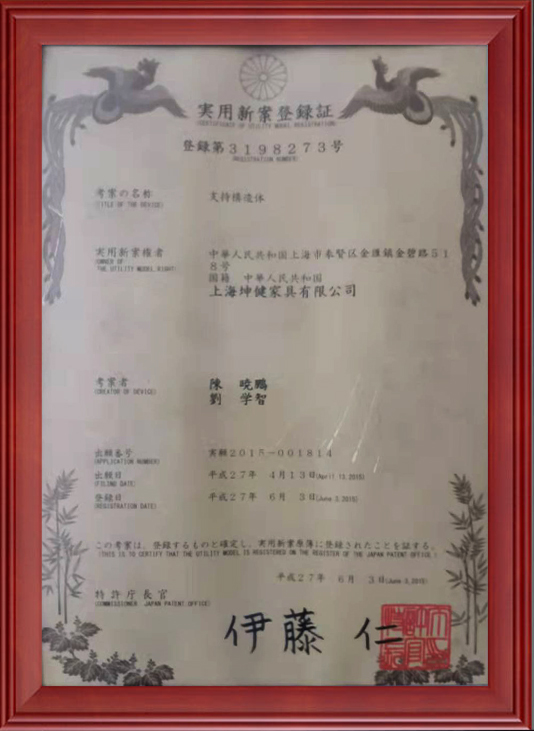 実用新案登録証
(CERTIFICATE OF UTILITY MODEL REGISTRATION)
登録第3198273号
(REGISTRATION NUMBER)
考案の名称
(TITLE OF THE DEVICE)
支持構造体
実用新案権者
(OWNER OF THE UTILITY MODEL RIGHT)
中華人民共和国上海市奉賢区金匯鎮金碧路51
8号
国籍 中華人民共和国
上海坤健家具有限公司
考案者
(CREATOR OF DEVICE)
陳 暁鵬
劉 学智
出願番号
(APPLICATION NUMBER)
実願2015-001814
出願日
(FILING DATE)
平成27年 4月13日(April 13,2015)
登録日
(REGISTRATION DATE)
平成27年 6月 3日(June 3,2015)
この考案は、登録するものと確定し、実用新案原簿に登録されたことを証する。
(THIS IS TO CERTIFY THAT THE UTILITY MODEL IS REGISTERED ON THE REGISTER OF THE JAPAN PATENT OFFICE.)
平成27年 6月 3日(June 3,2015)
特許庁長官
(COMMISSIONER, JAPAN PATENT OFFICE)
伊藤 仁